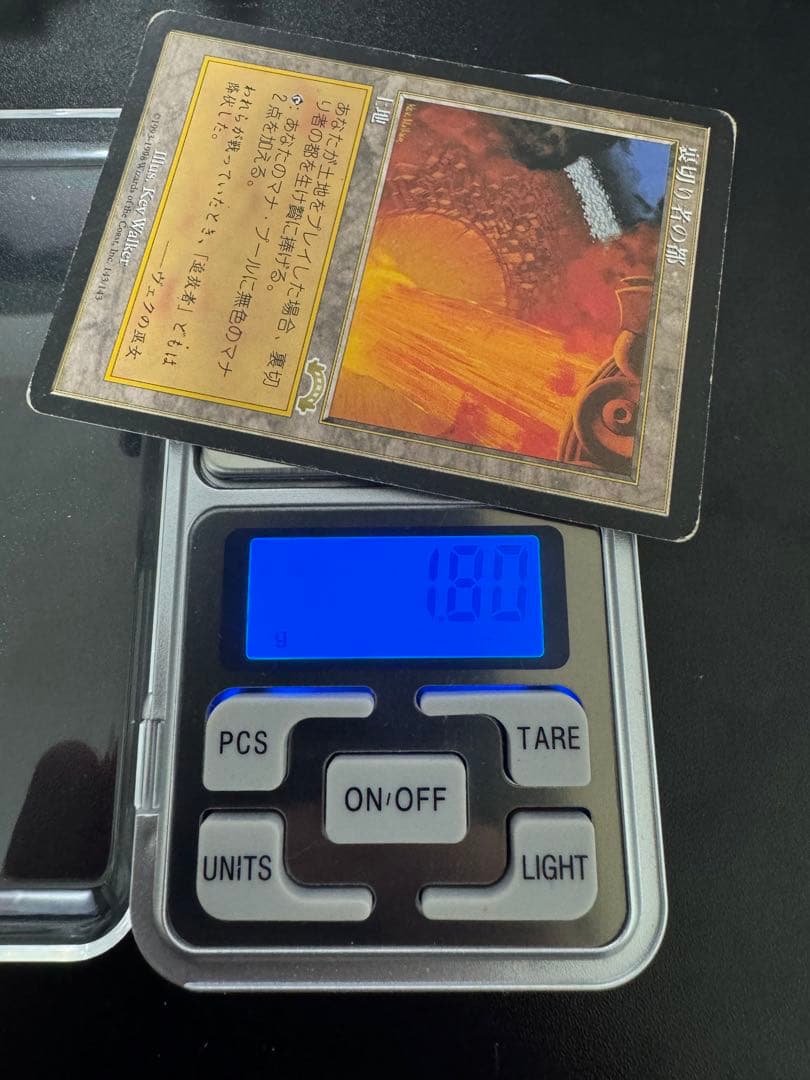 裏切り者の都
土地
あなたが土地をプレイした場合、裏切
り者の都を生け贄に捧げる。
:あなたのマナ・プールに無色のマナ
2点を加える。
われらが戦っていたとき、「追放者」どもは
降伏した。
――ヴェクの巫女
Illus. Kev Walker
©1993-1998 Wizards of the Coast, Inc. 143/143
1.80
g
PCS
TARE
ON/OFF
UNITS
LIGHT